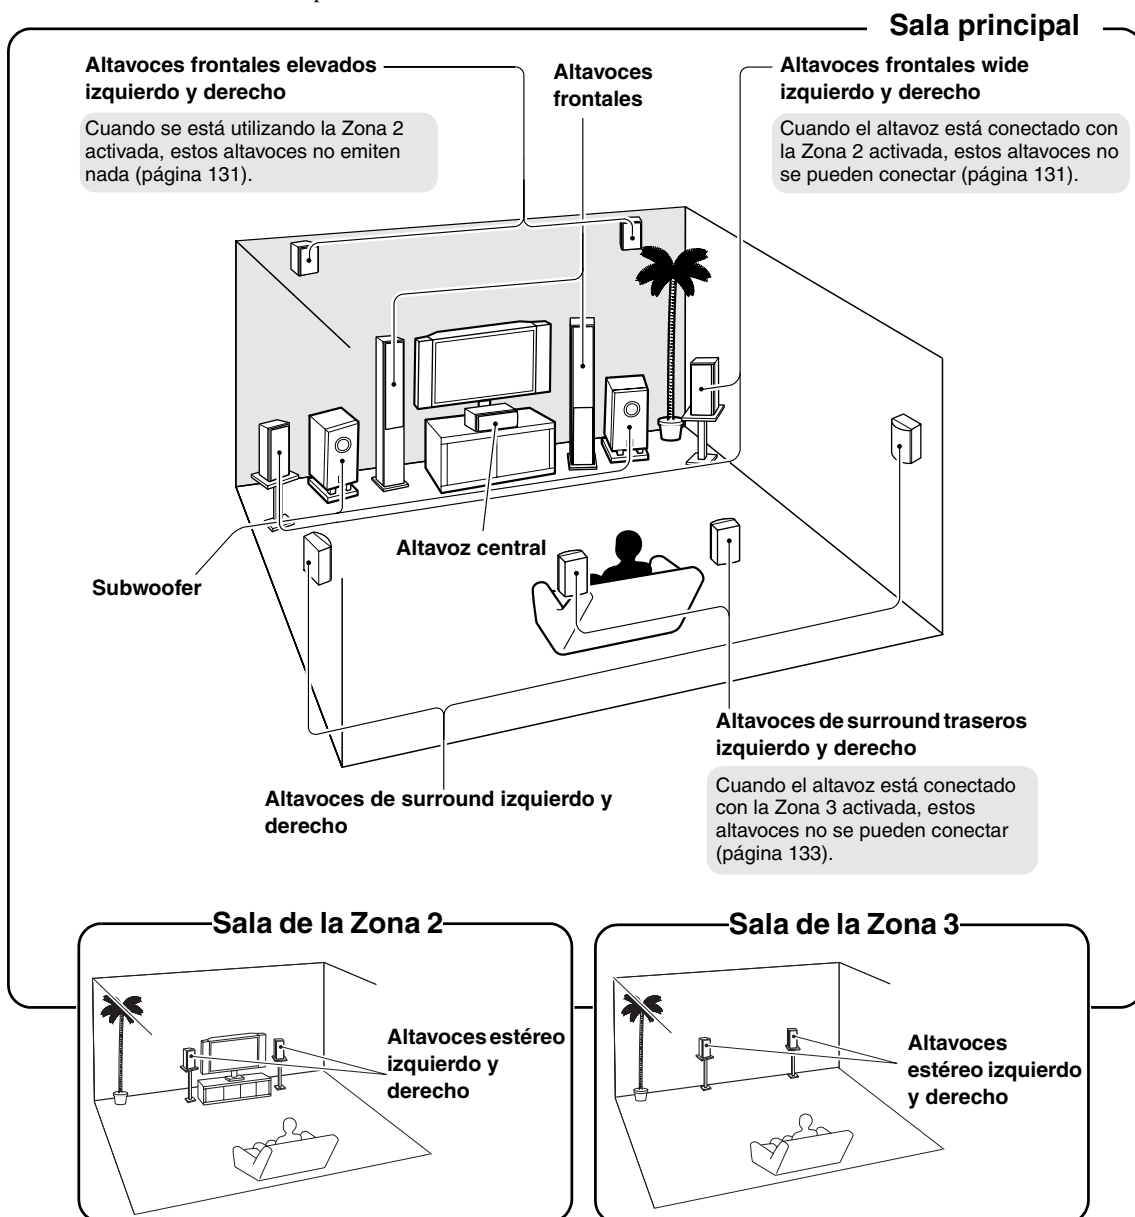 Sala principal
Altavoces frontales elevados
izquierdo y derecho
Cuando se está utilizando la Zona 2
activada, estos altavoces no emiten
nada (página 131).
Altavoces
frontales
Altavoces frontales wide
izquierdo y derecho
Cuando el altavoz está conectado con
la Zona 2 activada, estos altavoces no
se pueden conectar (página 131).
Altavoz central
Subwoofer
Altavoces de surround traseros
izquierdo y derecho
Cuando el altavoz está conectado
con la Zona 3 activada, estos
altavoces no se pueden conectar
(página 133).
Altavoces de surround izquierdo y
derecho
Sala de la Zona 2
Altavoces estéreo
izquierdo y
derecho
Sala de la Zona 3
Altavoces
estéreo izquierdo
y derecho